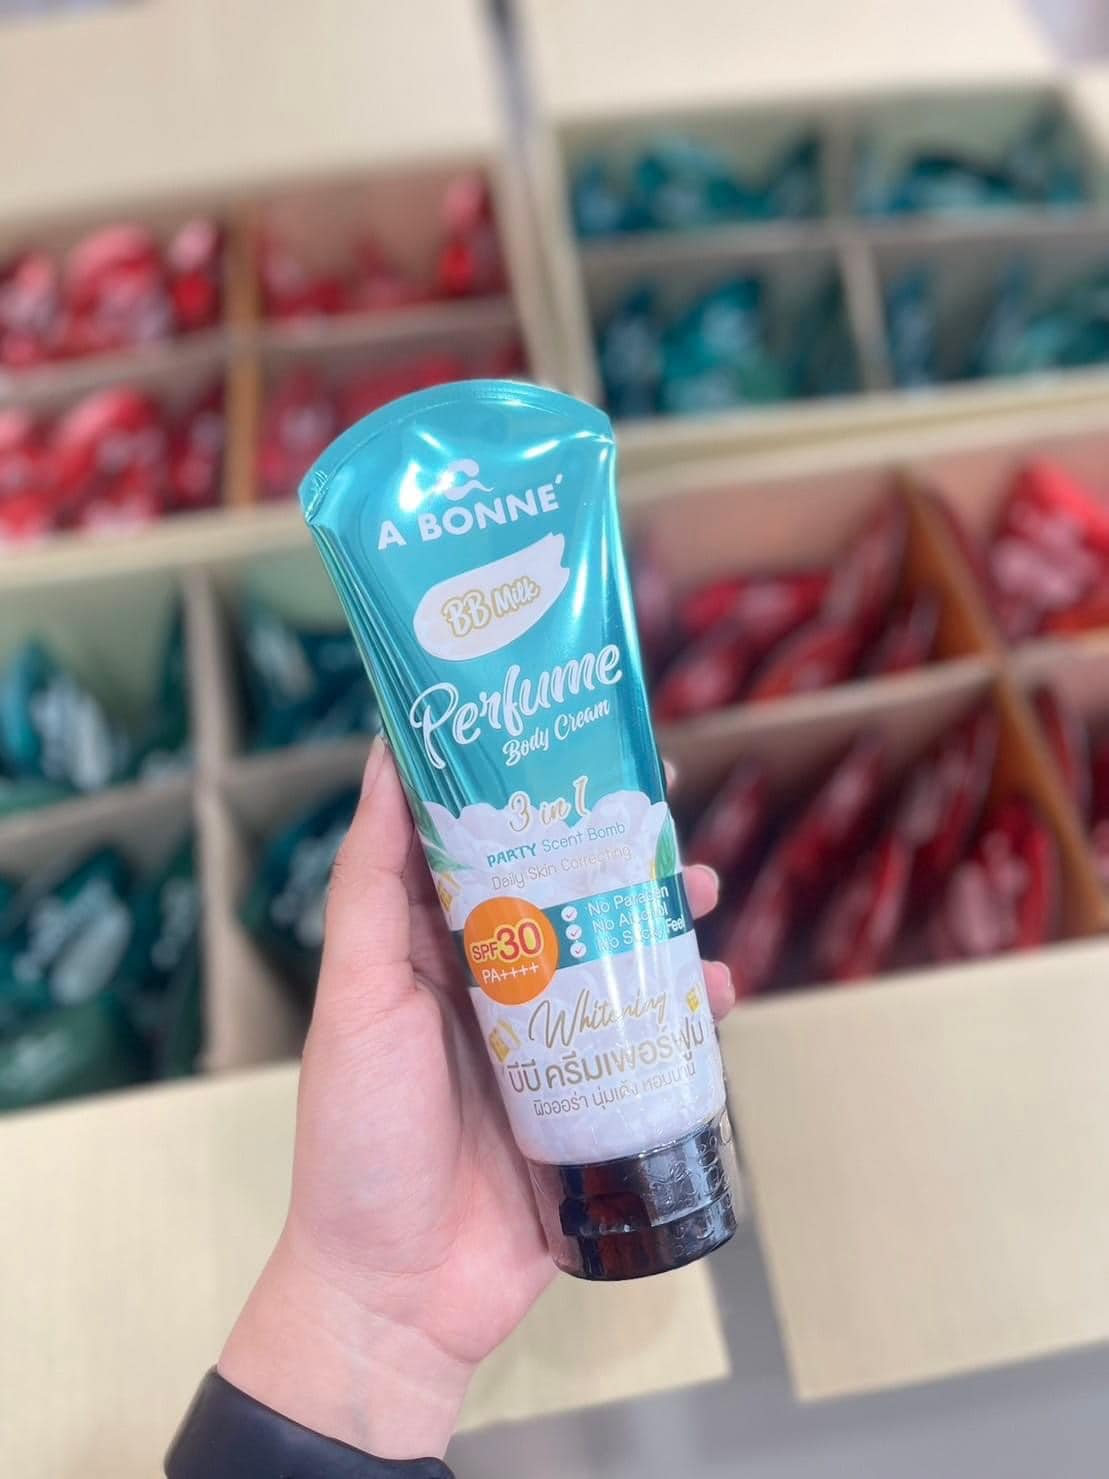 A BONNE´
BB Milk
Perfume
Body Cream
3 in 1
PARTY Scent Bomb
Daily Skin Correcting
SPF30
PA++++
No Paraben
No Alcohol
No Sticky Feel
Whitening
บีบี ครีมเพอร์ฟูม
ผิวออร่า นุ่มเด้ง หอมนาน